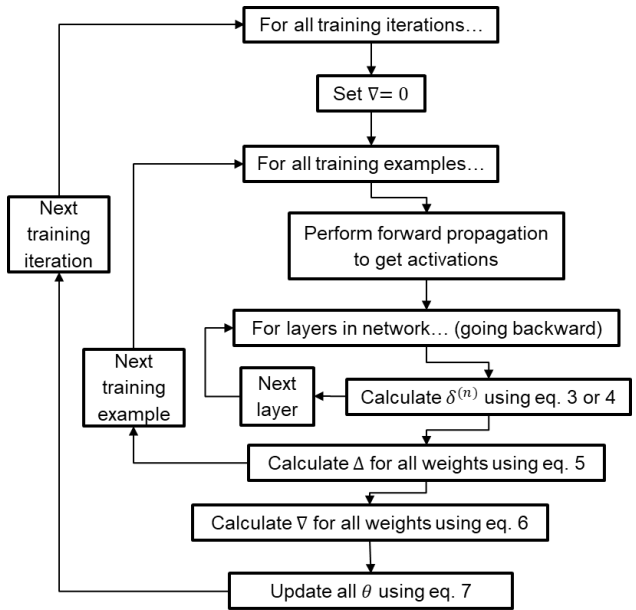 For all training iterations…
Set ∇= 0
For all training examples…
Next
training
iteration
Perform forward propagation
to get activations
For layers in network… (going backward)
Next
training
example
Next
layer
Calculate δ⁽ⁿ⁾ using eq. 3 or 4
Calculate Δ for all weights using eq. 5
Calculate ∇ for all weights using eq. 6
Update all θ using eq. 7